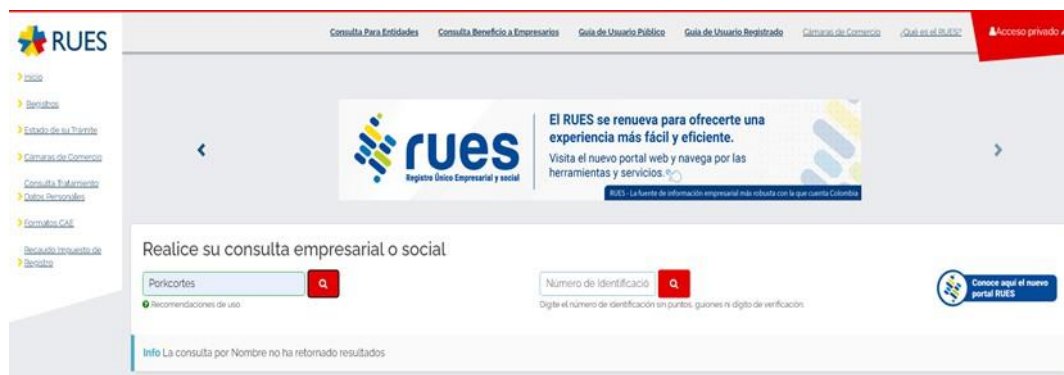 RUES
Consulta Para Entidades
Consulta Beneficio a Empresarios
Guía de Usuario Público
Guía de Usuario Registrado
Cámaras de Comercio
¿Qué es el RUES?
Acceso privado
Inicio
Registros
Estado de su Trámite
Cámaras de Comercio
Consulta Tratamiento
Datos Personales
Formatos CAE
Recaudo Impuesto de
Registro
rues
Registro Único Empresarial y social
El RUES se renueva para ofrecerte una
experiencia más fácil y eficiente.
Visita el nuevo portal web y navega por las
herramientas y servicios.
RUES - La fuente de información empresarial más robusta con la que cuenta Colombia
Realice su consulta empresarial o social
Porkcortes
Recomendaciones de uso
Número de Identificació
Digite el número de identificación sin puntos, guiones ni dígito de verificación
Conoce aquí el nuevo
portal RUES
Info La consulta por Nombre no ha retornado resultados